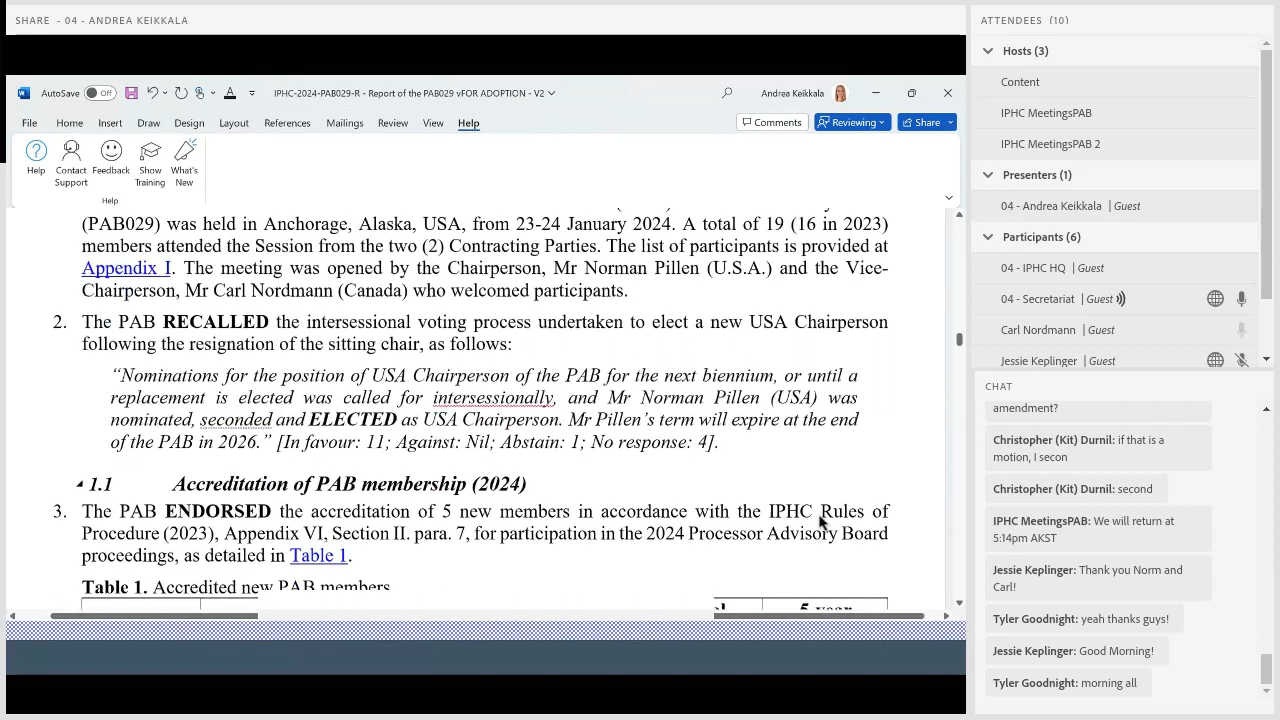 SHARE - 04 - ANDREA KEIKKALA
AutoSave Off
IPHC-2024-PAB029-R - Report of the PAB029 vFOR ADOPTION - V2
Andrea Keikkala
File Home Insert Draw Design Layout References Mailings Review View Help
Comments Reviewing Share
Help Contact Support Feedback Show Training What's New
Help
(PAB029) was held in Anchorage, Alaska, USA, from 23-24 January 2024. A total of 19 (16 in 2023)
members attended the Session from the two (2) Contracting Parties. The list of participants is provided at
Appendix I. The meeting was opened by the Chairperson, Mr Norman Pillen (U.S.A.) and the Vice-
Chairperson, Mr Carl Nordmann (Canada) who welcomed participants.
2. The PAB RECALLED the intersessional voting process undertaken to elect a new USA Chairperson
following the resignation of the sitting chair, as follows:
“Nominations for the position of USA Chairperson of the PAB for the next biennium, or until a
replacement is elected was called for intersessionally, and Mr Norman Pillen (USA) was
nominated, seconded and ELECTED as USA Chairperson. Mr Pillen’s term will expire at the end
of the PAB in 2026.” [In favour: 11; Against: Nil; Abstain: 1; No response: 4].
1.1 Accreditation of PAB membership (2024)
3. The PAB ENDORSED the accreditation of 5 new members in accordance with the IPHC Rules of
Procedure (2023), Appendix VI, Section II. para. 7, for participation in the 2024 Processor Advisory Board
proceedings, as detailed in Table 1.
Table 1. Accredited new PAB members
5 year
ATTENDEES (10)
Hosts (3)
Content
IPHC MeetingsPAB
IPHC MeetingsPAB 2
Presenters (1)
04 - Andrea Keikkala | Guest
Participants (6)
04 - IPHC HQ | Guest
04 - Secretariat | Guest
Carl Nordmann | Guest
Jessie Keplinger | Guest
CHAT
amendment?
Christopher (Kit) Durnil: if that is a
motion, I secon
Christopher (Kit) Durnil: second
IPHC MeetingsPAB: We will return at
5:14pm AKST
Jessie Keplinger: Thank you Norm and
Carl!
Tyler Goodnight: yeah thanks guys!
Jessie Keplinger: Good Morning!
Tyler Goodnight: morning all